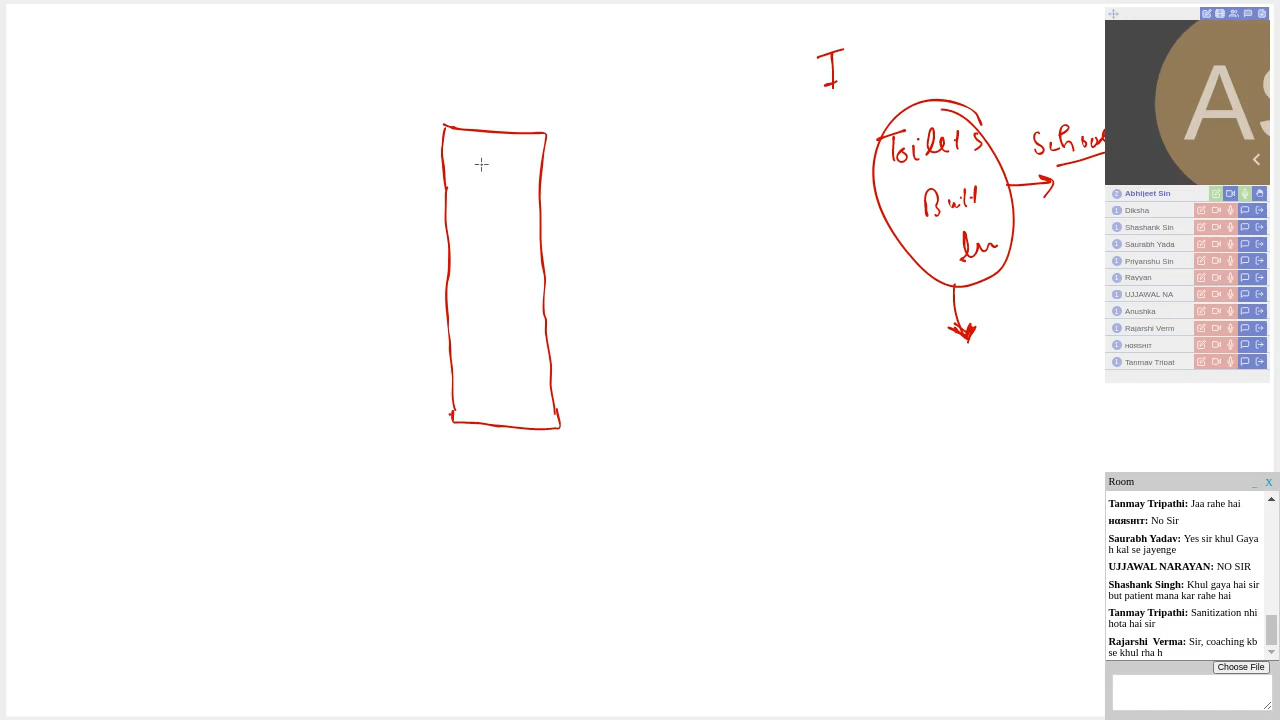 I
Toilets
Built
In
School
AS
Abhijeet Sin
Diksha
Shashank Sin
Saurabh Yada
Priyanshu Sin
Rayyan
UJJAWAL NA
Anushka
Rajarshi Verm
нαяsнιт
Tanmay Tripat
Room
_ X
Tanmay Tripathi: Jaa rahe hai
нαяsнιт: No Sir
Saurabh Yadav: Yes sir khul Gaya
h kal se jayenge
UJJAWAL NARAYAN: NO SIR
Shashank Singh: Khul gaya hai sir
but patient mana kar rahe hai
Tanmay Tripathi: Sanitization nhi
hota hai sir
Rajarshi Verma: Sir, coaching kb
se khul rha h
Choose File